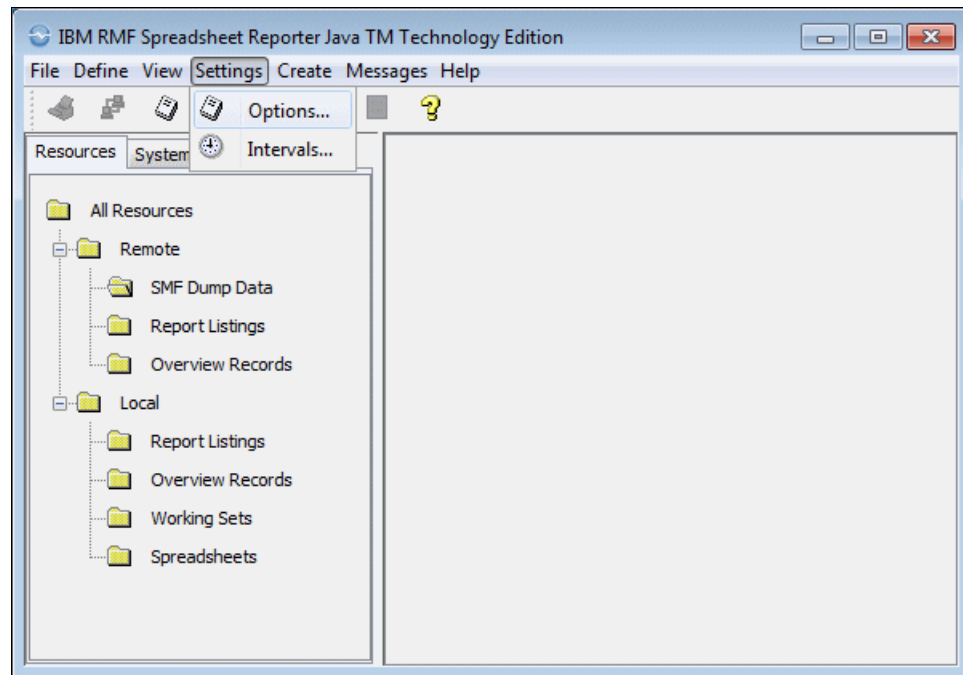 IBM RMF Spreadsheet Reporter Java TM Technology Edition
File Define View Settings Create Messages Help
Options...
Intervals...
Resources System
All Resources
Remote
SMF Dump Data
Report Listings
Overview Records
Local
Report Listings
Overview Records
Working Sets
Spreadsheets